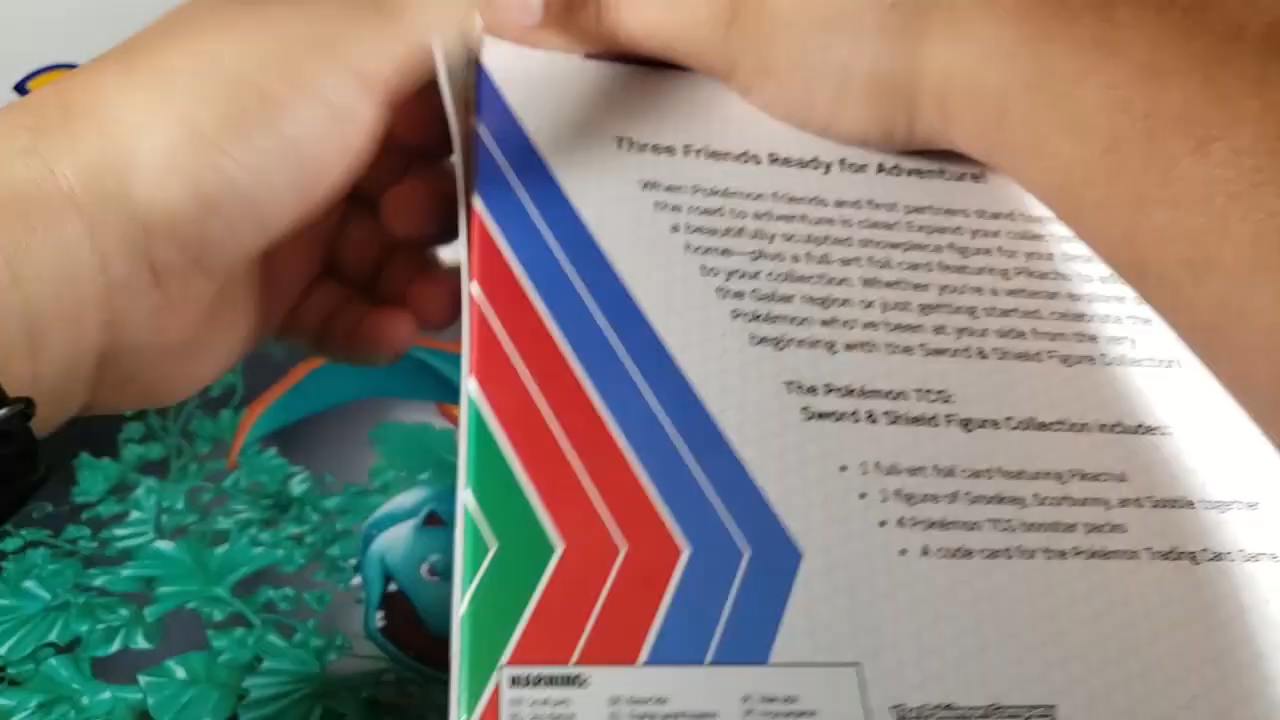 Three Friends Ready for Adventure!
When Pokémon friends and first partners stand
the road to adventure is clear! Expand your
a beautifully sculpted showpiece figure for your
home—plus a full-art foil card featuring Pikachu to
to your collection. Whether you're a veteran
the Galar region or just getting started, celebrate the
Pokémon who've been at your side from the very
beginning with the Sword & Shield Figure Collection!
The Pokémon TCG:
Sword & Shield Figure Collection includes:
• 1 full-art foil card featuring Pikachu
• 1 figure of Grookey, Scorbunny, and Sobble together
• 4 Pokémon TCG booster packs
• A code card for the Pokémon Trading Card Game
WARNING: